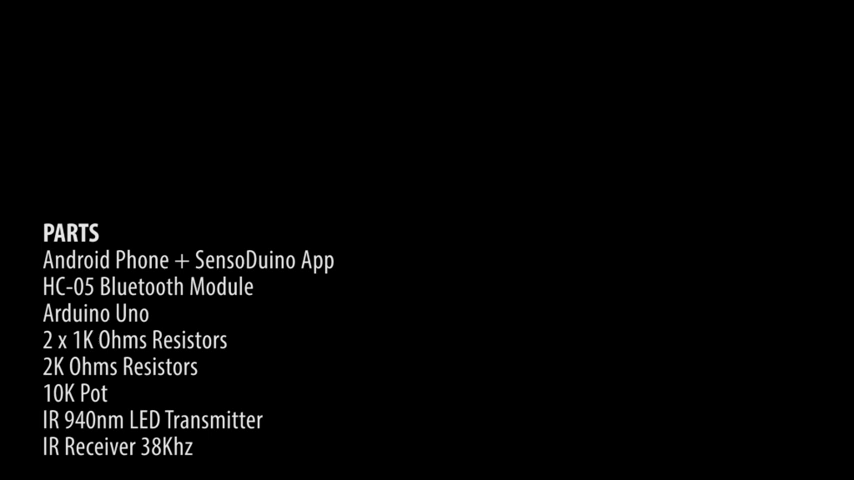 PARTS
Android Phone + SensoDuino App
HC-05 Bluetooth Module
Arduino Uno
2 x 1K Ohms Resistors
2K Ohms Resistors
10K Pot
IR 940nm LED Transmitter
IR Receiver 38Khz